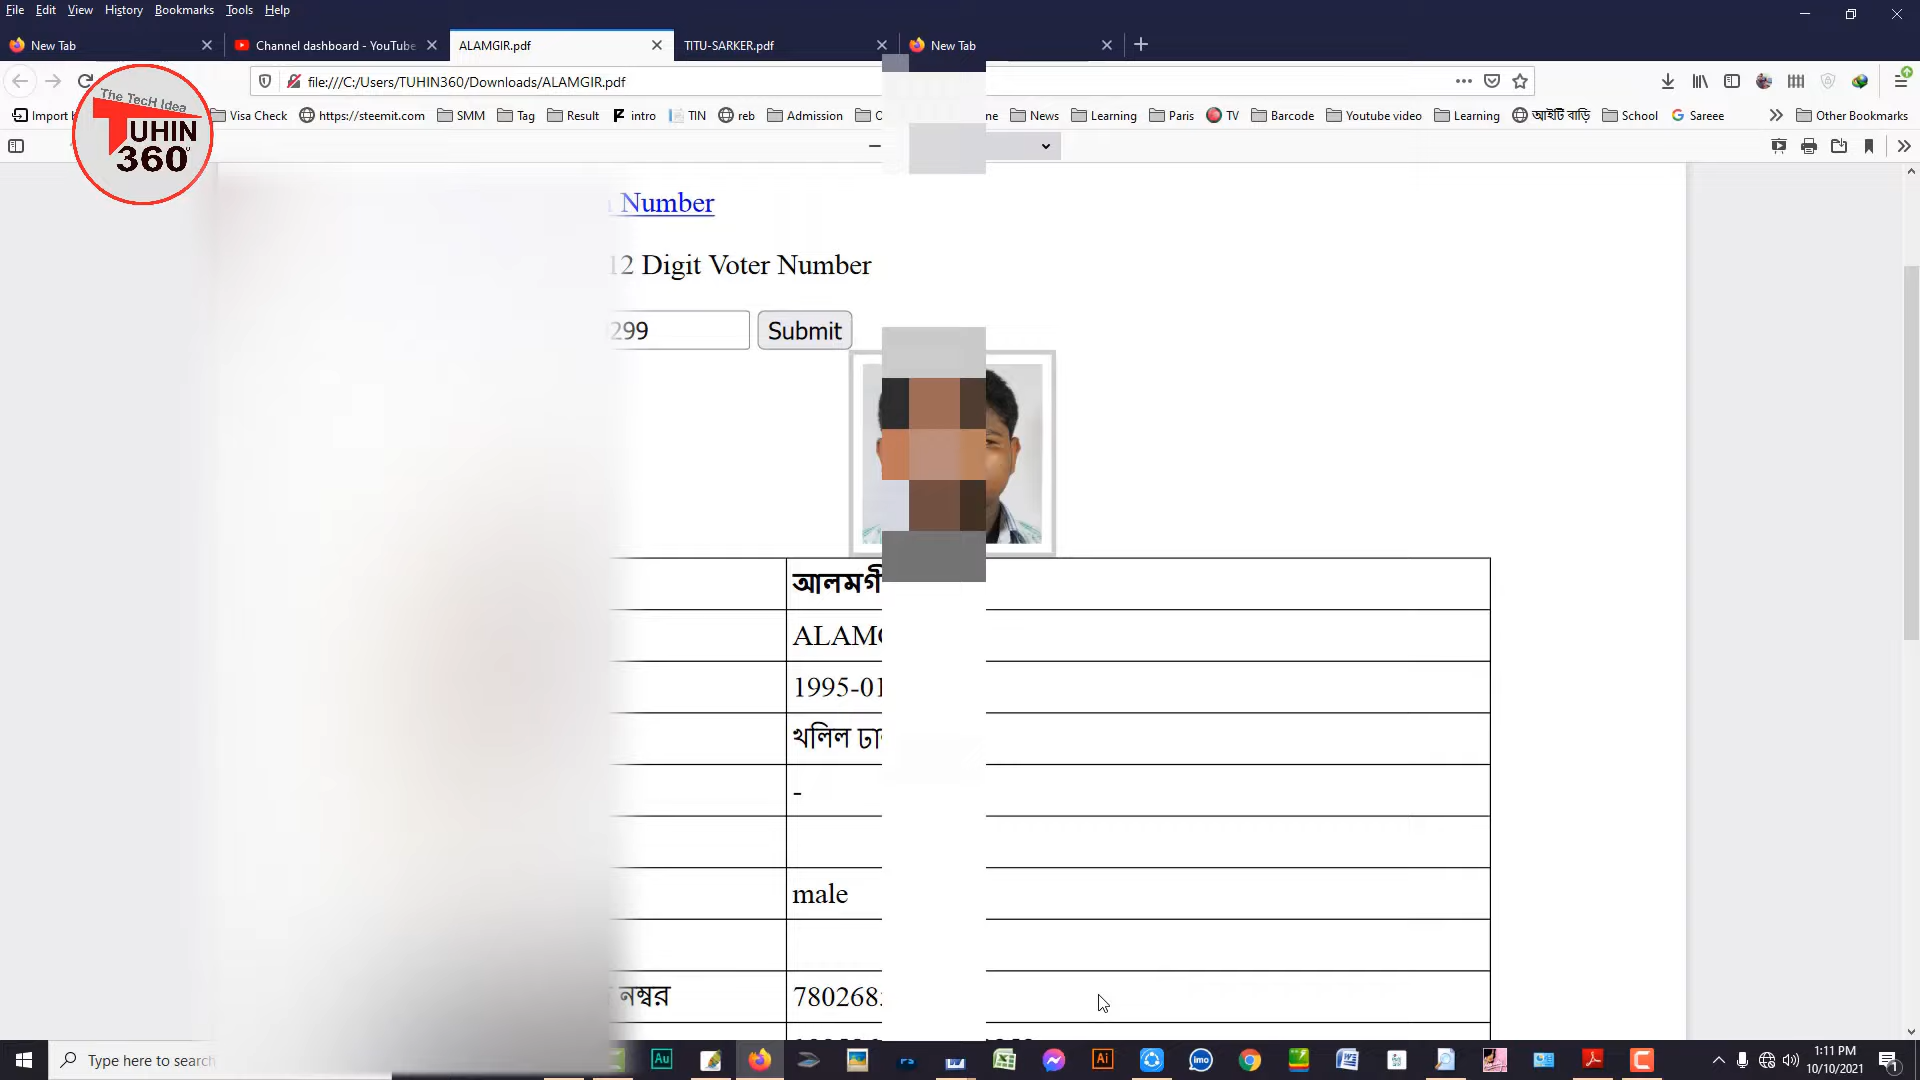 File Edit View History Bookmarks Tools Help
New Tab Channel dashboard - YouTube ALAMGIR.pdf TITU-SARKER.pdf New Tab
file:///C:/Users/TUHIN360/Downloads/ALAMGIR.pdf
Import Visa Check https://steemit.com SMM Tag Result intro TIN reb Admission News Learning Paris TV Barcode Youtube video Learning আইটি বাড়ি School Sareee Other Bookmarks
The TecH Idea
TUHIN
360
Number
12 Digit Voter Number
299 Submit
আলমগী
ALAM
1995-01
খলিল ঢা
-
male
নম্বর 780268
Type here to search
1:11 PM
10/10/2021